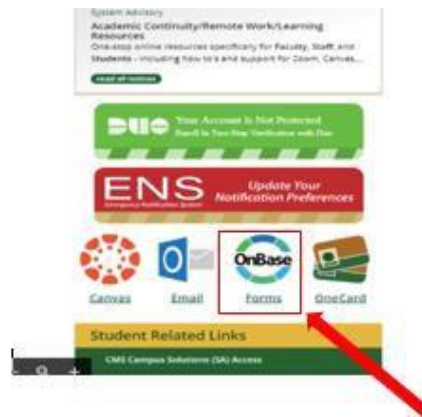 System Advisory
Academic Continuity/Remote Work/Learning
Resources
One-stop online resources specifically for Faculty, Staff, and
Students - including how to's and support for Zoom, Canvas...
read all notices
DUO Your Account Is Not Protected
Enroll In Two-Step Verification with Duo
ENS Update Your
Emergency Notification System Notification Preferences
OnBase
Canvas Email Forms OneCard
Student Related Links
CMS Campus Solutions (SA) Access
- 9 +